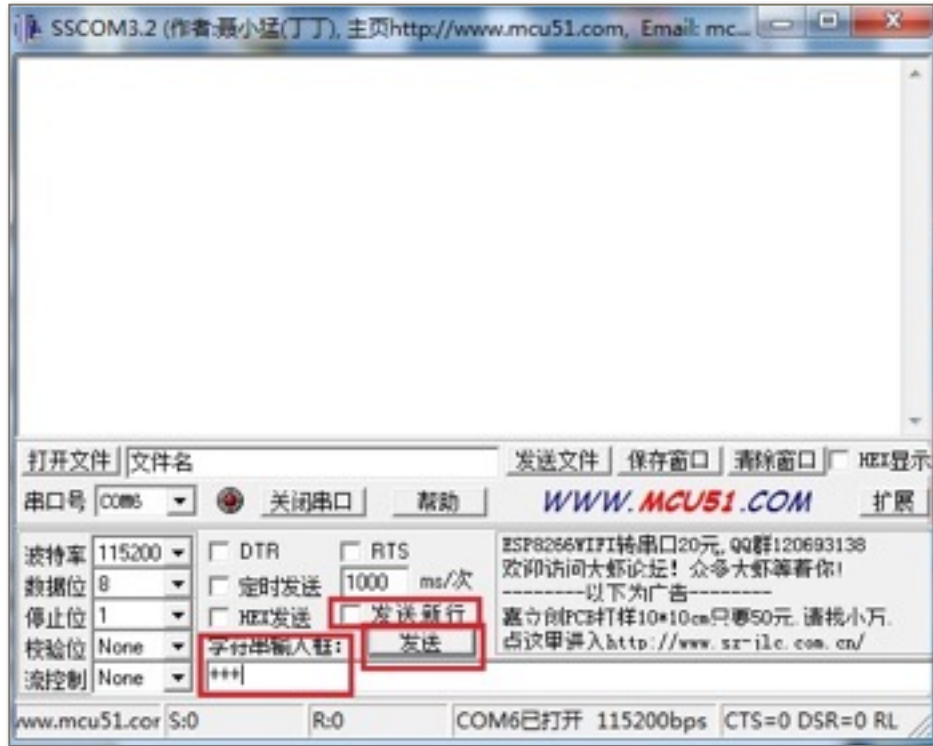 SSCOM3.2 (作者:聂小猛(丁丁), 主页http://www.mcu51.com, Email: mc...
打开文件 文件名 发送文件 保存窗口 清除窗口 HEX显示
串口号 COM6 关闭串口 帮助 WWW.MCU51.COM 扩展
波特率 115200 DTR RTS
数据位 8 定时发送 1000 ms/次
停止位 1 HEX发送 发送新行
校验位 None 字符串输入框: 发送
流控制 None +++
ESP8266WIFI转串口20元,QQ群120693138
欢迎访问大虾论坛! 众多大虾等着你!
--------以下为广告--------
嘉立创PCB打样10*10cm只要50元.请找小万.
点这里进入http://www.sz-jlc.com.cn/
www.mcu51.cor S:0 R:0 COM6已打开 115200bps CTS=0 DSR=0 RL